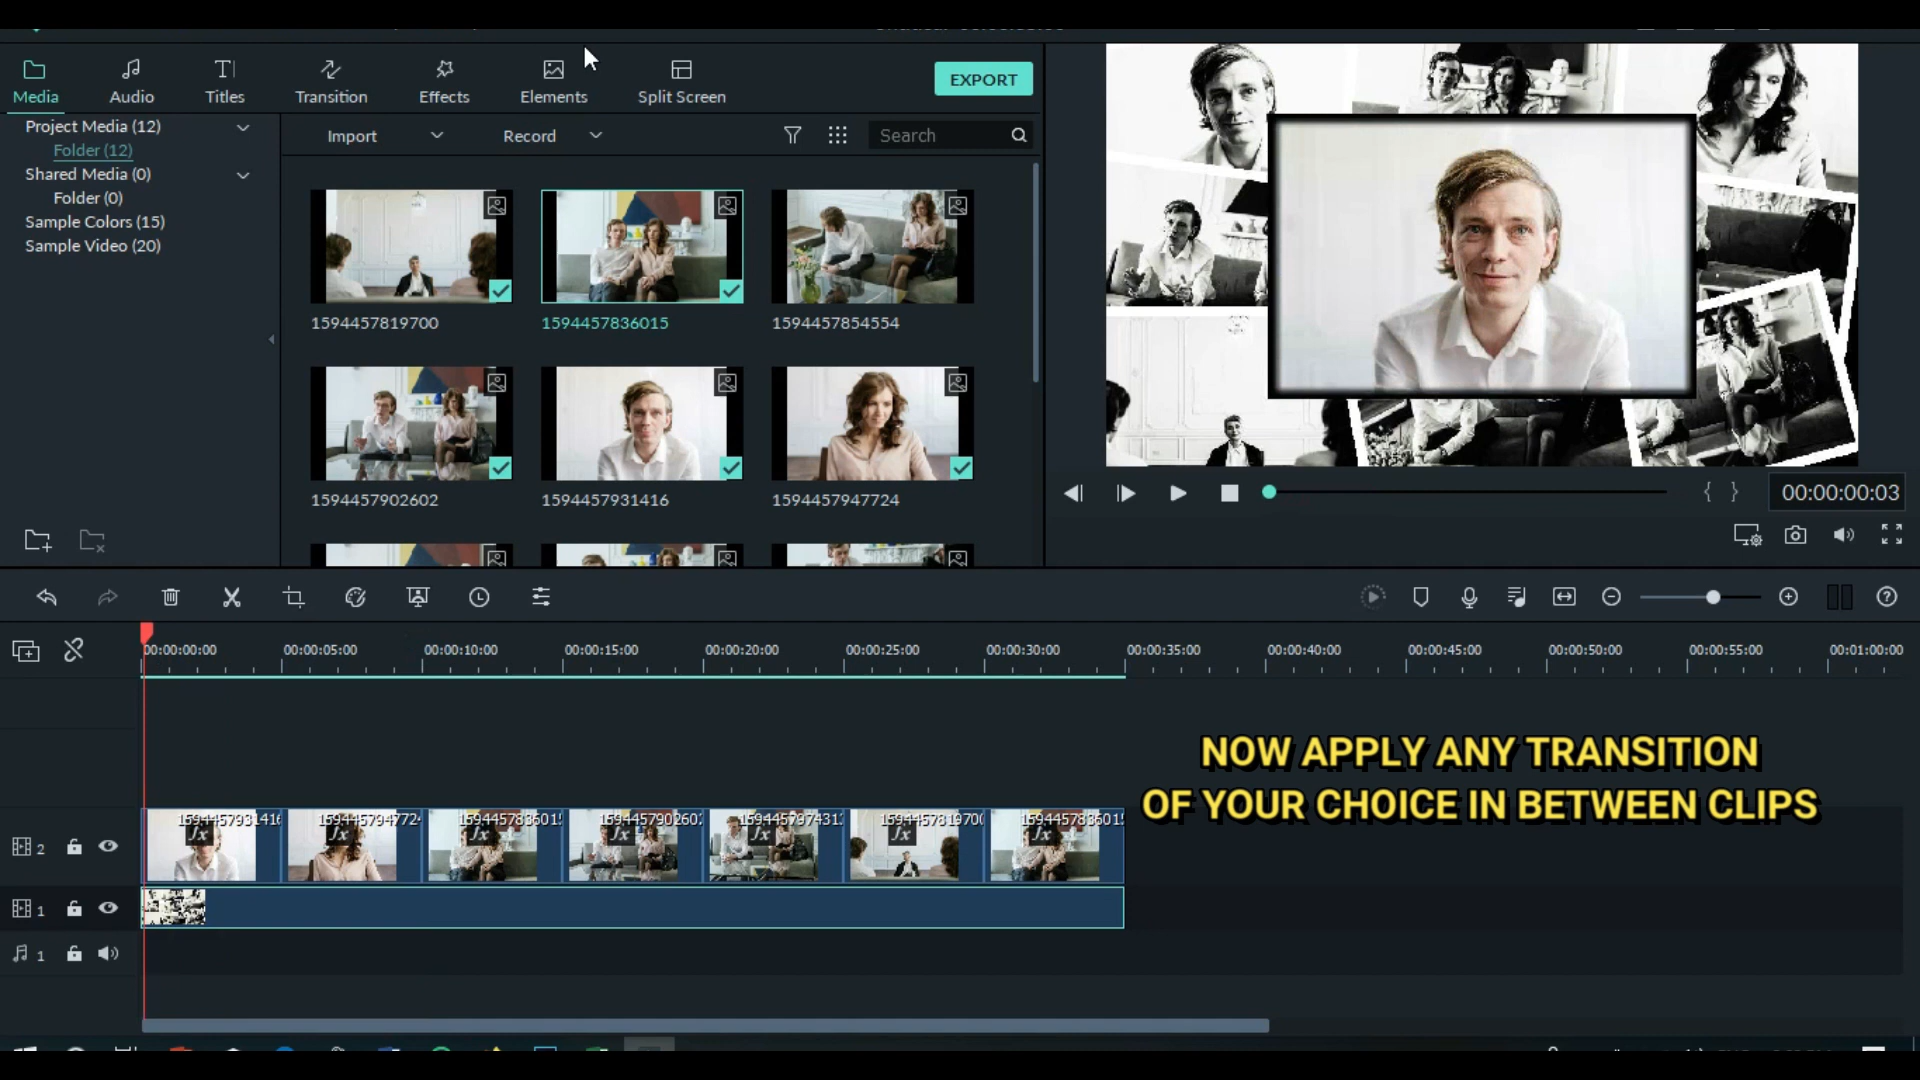 Media
Audio
Titles
Transition
Effects
Elements
Split Screen
EXPORT
Project Media (12)
Folder (12)
Shared Media (0)
Folder (0)
Sample Colors (15)
Sample Video (20)
Import
Record
Search
1594457819700
1594457836015
1594457854554
1594457902602
1594457931416
1594457947724
00:00:00:03
00:00:00:00
00:00:05:00
00:00:10:00
00:00:15:00
00:00:20:00
00:00:25:00
00:00:30:00
00:00:35:00
00:00:40:00
00:00:45:00
00:00:50:00
00:00:55:00
00:01:00:00
NOW APPLY ANY TRANSITION
OF YOUR CHOICE IN BETWEEN CLIPS
2
1
1